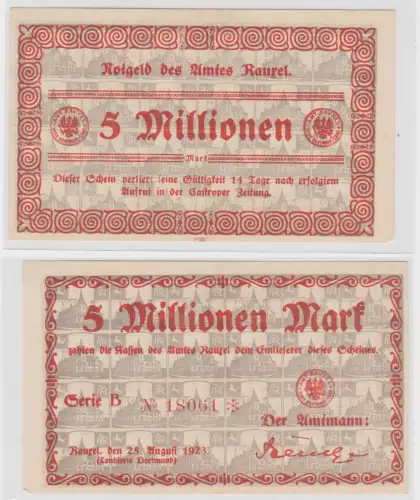 Notgeld des Amtes Rauxel.
5 Millionen
Mark
Dieser Schein verliert seine Gültigkeit 14 Tage nach erfolgtem
Aufruf in der Castroper Zeitung.
5 Millionen Mark
zahlen die Kassen des Amtes Rauxel dem Einlieferer dieses Scheines.
Serie B
No 18061 *
Der Amtmann:
Rauxel, den 25. August 1923.
(Landkreis Dortmund)